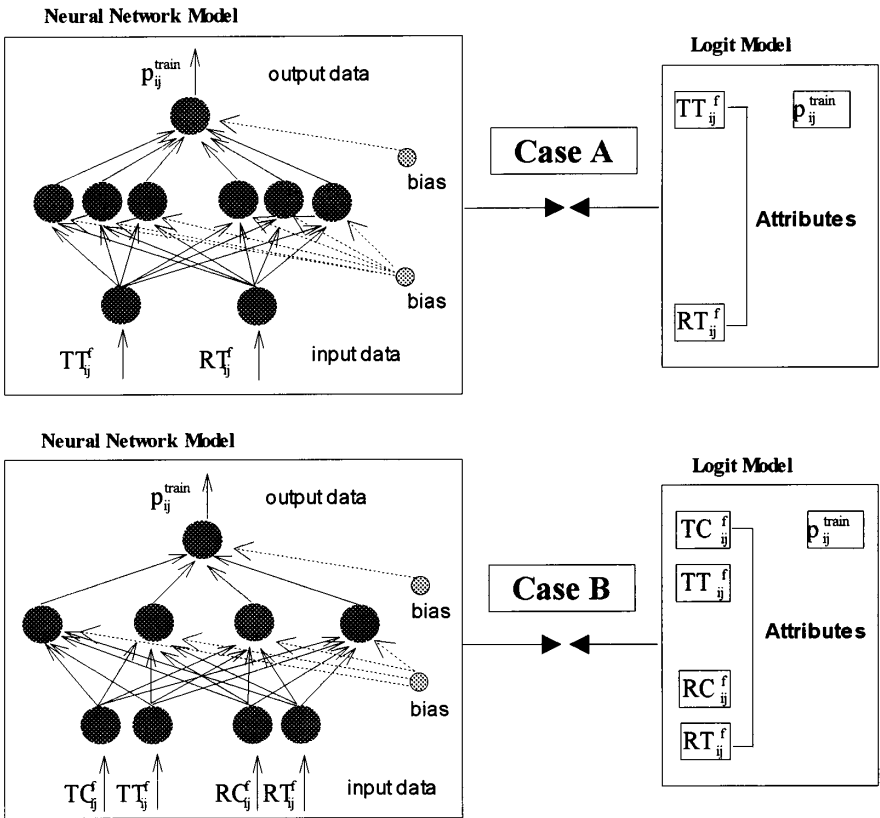 Neural Network Model
p_ij^train
output data
bias
bias
TT_ij^f
RT_ij^f
input data
Case A
Logit Model
TT_ij^f
p_ij^train
Attributes
RT_ij^f
Neural Network Model
p_ij^train
output data
bias
bias
TC_ij^f
TT_ij^f
RC_ij^f
RT_ij^f
input data
Case B
Logit Model
TC_ij^f
p_ij^train
TT_ij^f
Attributes
RC_ij^f
RT_ij^f